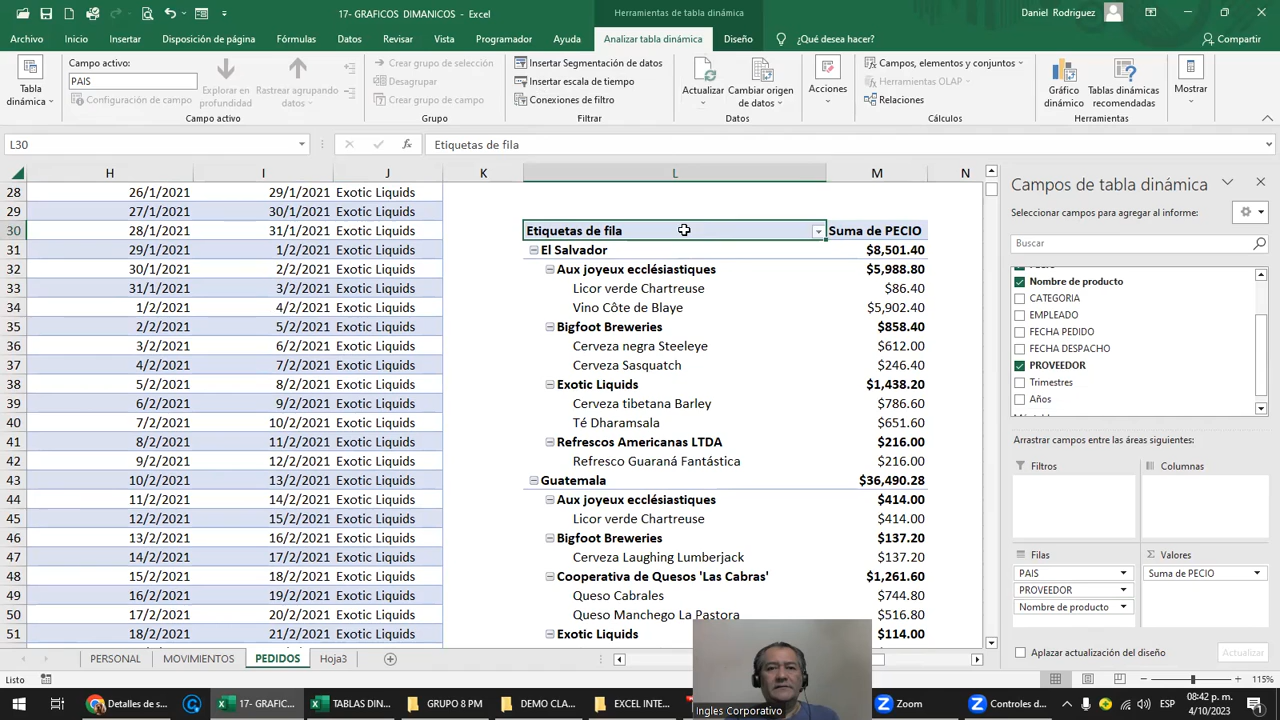 17- GRAFICOS DIMANICOS - Excel
Herramientas de tabla dinámica
Daniel Rodriguez
Archivo Inicio Insertar Disposición de página Fórmulas Datos Revisar Vista Programador Ayuda Analizar tabla dinámica Diseño ¿Qué desea hacer? Compartir
Tabla dinámica
Campo activo:
PAIS
Configuración de campo
Explorar en profundidad
Rastrear agrupando datos
Campo activo
Crear grupo de selección
Desagrupar
Crear grupo de campo
Grupo
Insertar Segmentación de datos
Insertar escala de tiempo
Conexiones de filtro
Filtrar
Actualizar
Cambiar origen de datos
Datos
Acciones
Campos, elementos y conjuntos
Herramientas OLAP
Relaciones
Cálculos
Gráfico dinámico
Tablas dinámicas recomendadas
Herramientas
Mostrar
L30 fx Etiquetas de fila
H I J K L M N
28 26/1/2021 29/1/2021 Exotic Liquids
29 27/1/2021 30/1/2021 Exotic Liquids
30 28/1/2021 31/1/2021 Exotic Liquids Etiquetas de fila Suma de PECIO
31 29/1/2021 1/2/2021 Exotic Liquids El Salvador $8,501.40
32 30/1/2021 2/2/2021 Exotic Liquids Aux joyeux ecclésiastiques $5,988.80
33 31/1/2021 3/2/2021 Exotic Liquids Licor verde Chartreuse $86.40
34 1/2/2021 4/2/2021 Exotic Liquids Vino Côte de Blaye $5,902.40
35 2/2/2021 5/2/2021 Exotic Liquids Bigfoot Breweries $858.40
36 3/2/2021 6/2/2021 Exotic Liquids Cerveza negra Steeleye $612.00
37 4/2/2021 7/2/2021 Exotic Liquids Cerveza Sasquatch $246.40
38 5/2/2021 8/2/2021 Exotic Liquids Exotic Liquids $1,438.20
39 6/2/2021 9/2/2021 Exotic Liquids Cerveza tibetana Barley $786.60
40 7/2/2021 10/2/2021 Exotic Liquids Té Dharamsala $651.60
41 8/2/2021 11/2/2021 Exotic Liquids Refrescos Americanas LTDA $216.00
42 9/2/2021 12/2/2021 Exotic Liquids Refresco Guaraná Fantástica $216.00
43 10/2/2021 13/2/2021 Exotic Liquids Guatemala $36,490.28
44 11/2/2021 14/2/2021 Exotic Liquids Aux joyeux ecclésiastiques $414.00
45 12/2/2021 15/2/2021 Exotic Liquids Licor verde Chartreuse $414.00
46 13/2/2021 16/2/2021 Exotic Liquids Bigfoot Breweries $137.20
47 14/2/2021 17/2/2021 Exotic Liquids Cerveza Laughing Lumberjack $137.20
48 15/2/2021 18/2/2021 Exotic Liquids Cooperativa de Quesos 'Las Cabras' $1,261.60
49 16/2/2021 19/2/2021 Exotic Liquids Queso Cabrales $744.80
50 17/2/2021 20/2/2021 Exotic Liquids Queso Manchego La Pastora $516.80
51 18/2/2021 21/2/2021 Exotic Liquids Exotic Liquids $114.00
Campos de tabla dinámica
Seleccionar campos para agregar al informe:
Buscar
Nombre de producto
CATEGORIA
EMPLEADO
FECHA PEDIDO
FECHA DESPACHO
PROVEEDOR
Trimestres
Años
Arrastrar campos entre las áreas siguientes:
Filtros Columnas
Filas Valores
PAIS Suma de PECIO
PROVEEDOR
Nombre de producto
Aplazar actualización del diseño Actualizar
PERSONAL MOVIMIENTOS PEDIDOS Hoja3
Listo
115%
Ingles Corporativo
Detalles de s...
17- GRAFIC...
TABLAS DIN...
GRUPO 8 PM
DEMO CLA...
EXCEL INTE...
Zoom
Controles d...
ESP
08:42 p. m.
4/10/2023